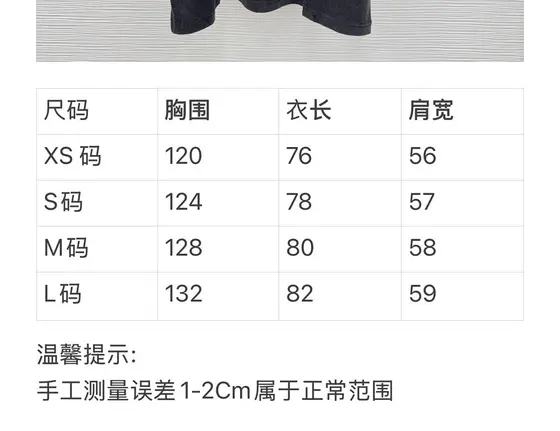 尺码 胸围 衣长 肩宽
XS 码 120 76 56
S码 124 78 57
M码 128 80 58
L码 132 82 59
温馨提示:
手工测量误差1-2Cm属于正常范围